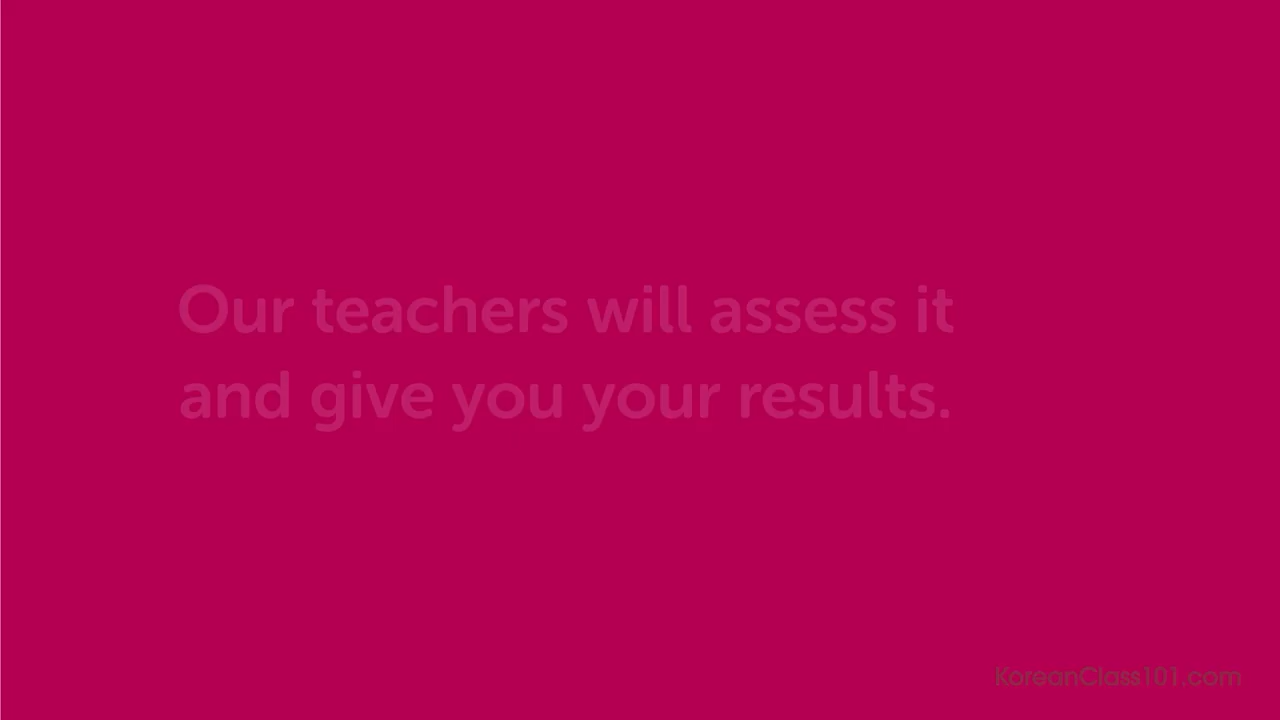 Our teachers will assess it
and give you your results.
KoreanClass101.com